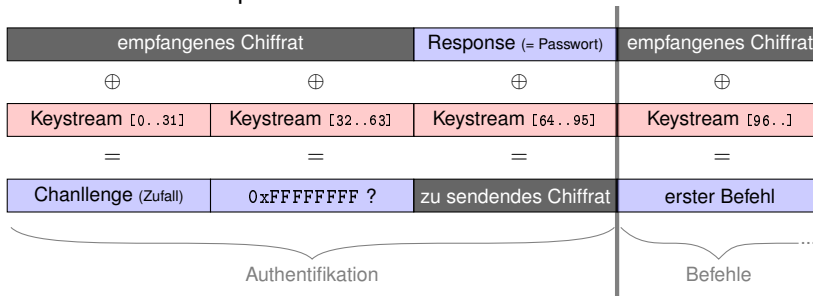 empfangenes Chiffrat Response (= Passwort) empfangenes Chiffrat
⊕ ⊕ ⊕ ⊕
Keystream [0..31] Keystream [32..63] Keystream [64..95] Keystream [96..]
= = = =
Chanllenge (Zufall) 0xFFFFFFFF ? zu sendendes Chiffrat erster Befehl
...
Authentifikation Befehle